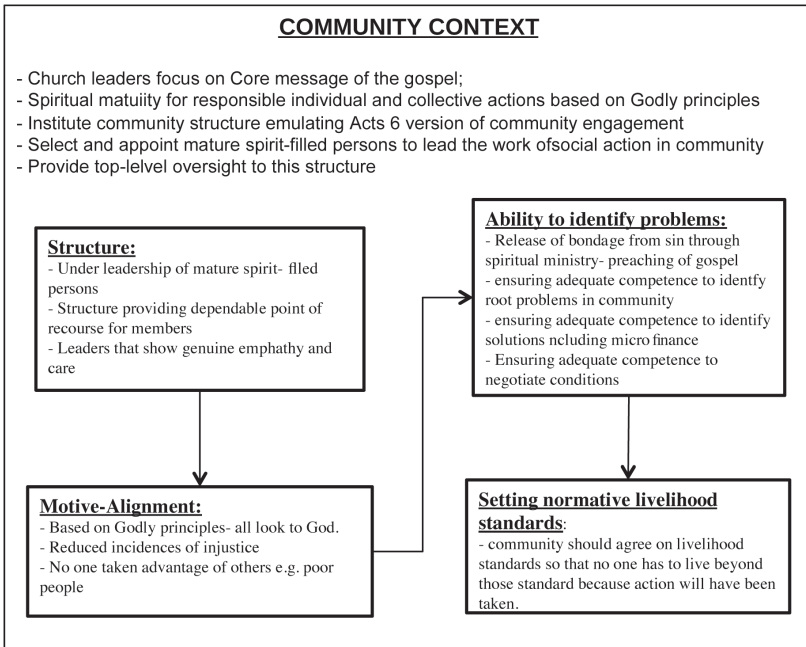 COMMUNITY CONTEXT
- Church leaders focus on Core message of the gospel;
- Spiritual matuiity for responsible individual and collective actions based on Godly principles
- Institute community structure emulating Acts 6 version of community engagement
- Select and appoint mature spirit-filled persons to lead the work ofsocial action in community
- Provide top-lelvel oversight to this structure
Structure:
- Under leadership of mature spirit- flled
persons
- Structure providing dependable point of
recourse for members
- Leaders that show genuine emphathy and
care
Motive-Alignment:
- Based on Godly principles- all look to God.
- Reduced incidences of injustice
- No one taken advantage of others e.g. poor
people
Ability to identify problems:
- Release of bondage from sin through
spiritual ministry- preaching of gospel
- ensuring adequate competence to identfy
root problems in community
- ensuring adequate competence to identify
solutions ncluding micro finance
- Ensuring adequate competence to
negotiate conditions
Setting normative livelihood
standards:
- community should agree on livelihood
standards so that no one has to live beyond
those standard because action will have been
taken.